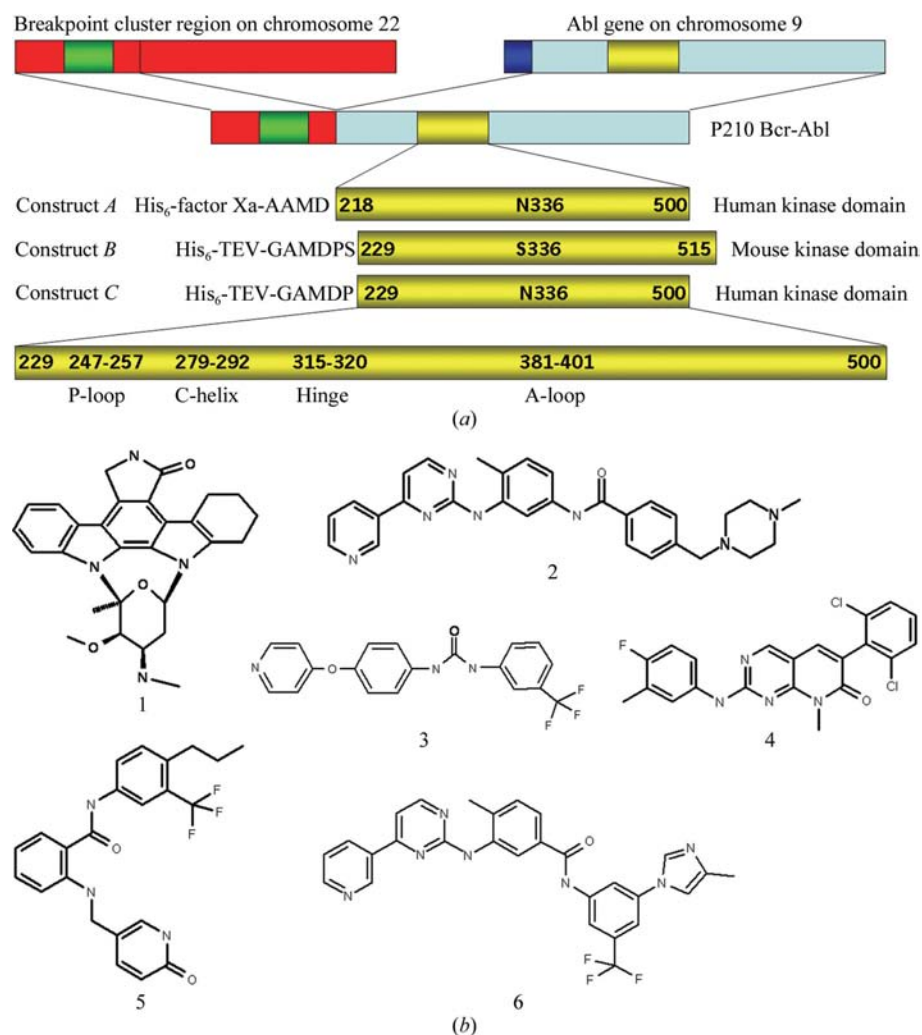 Breakpoint cluster region on chromosome 22
Abl gene on chromosome 9
P210 Bcr-Abl
Construct A His6-factor Xa-AAMD 218 N336 500 Human kinase domain
Construct B His6-TEV-GAMDPS 229 S336 515 Mouse kinase domain
Construct C His6-TEV-GAMDP 229 N336 500 Human kinase domain
229 247-257 279-292 315-320 381-401 500
P-loop C-helix Hinge A-loop
(a)
N
O
N
N
O
O
N
1
N
N
N
N
N
O
N
N
2
N
O
N
O
N
F
F
F
3
Cl
F
N
N
N
N
O
Cl
4
N
O
F
F
F
N
N
O
5
N
N
N
N
O
N
N
N
F
F
F
6
(b)